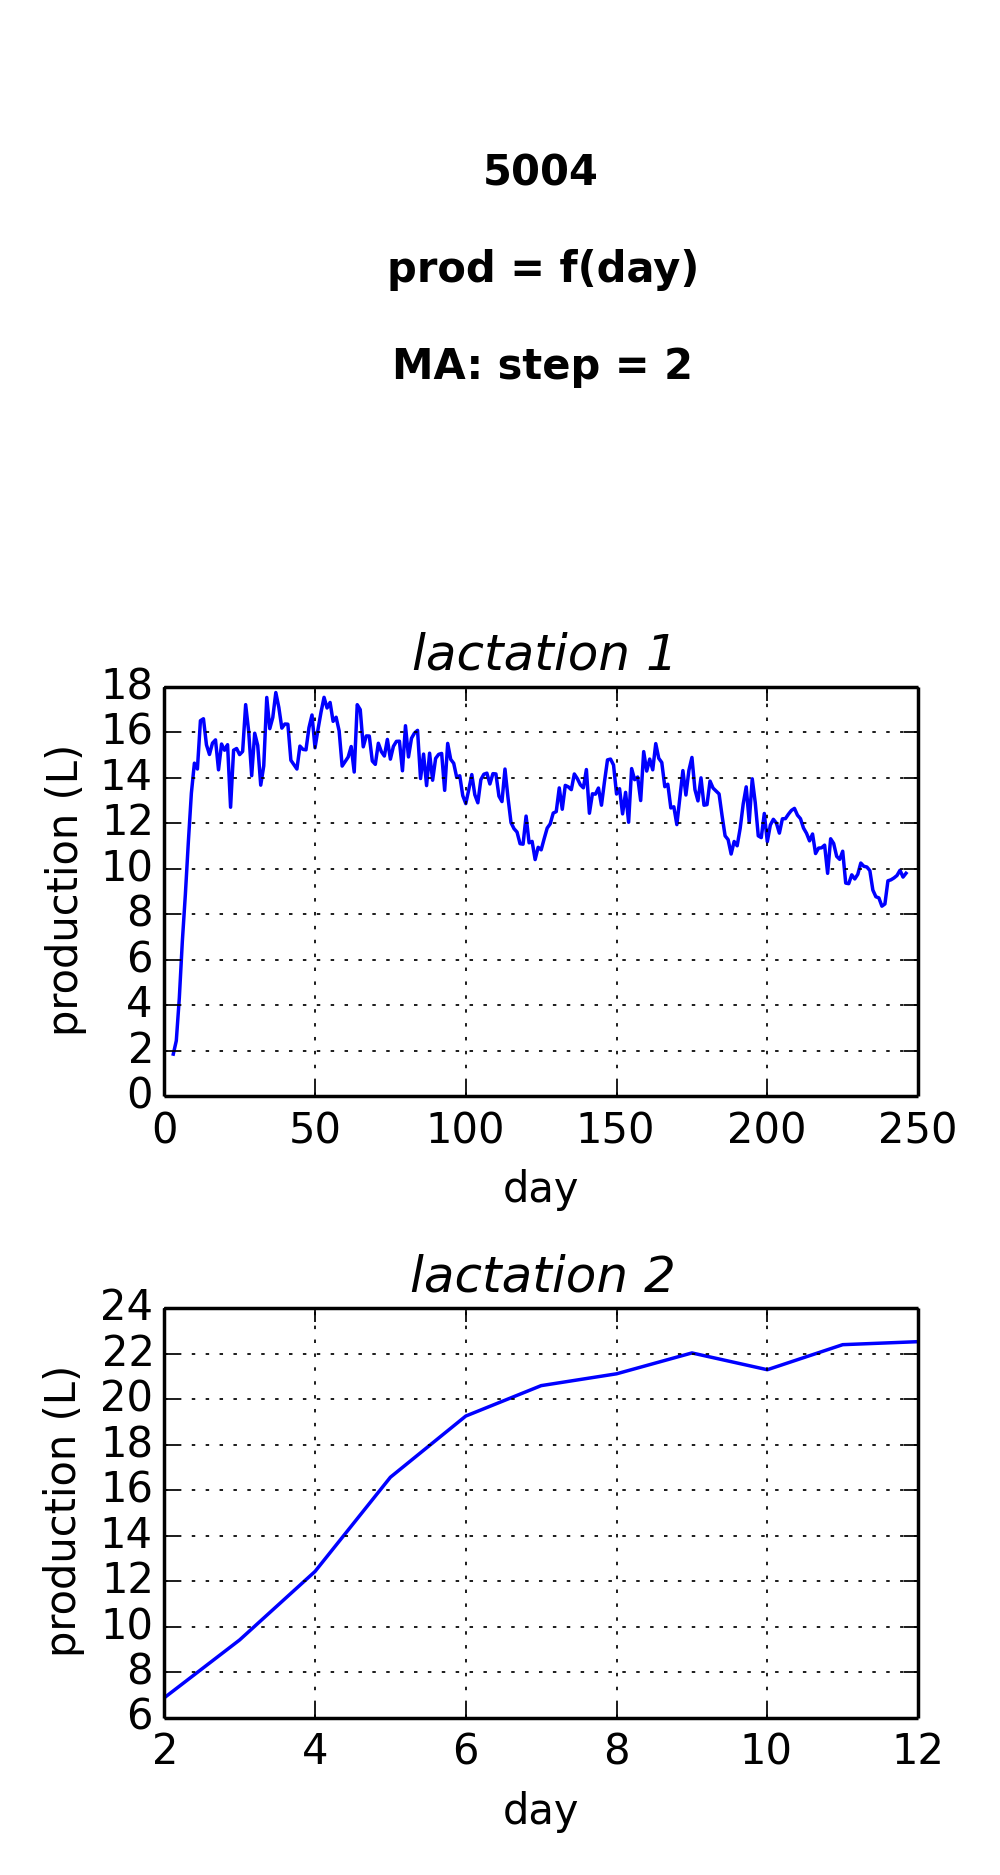 5004
prod = f(day)
MA: step = 2
lactation 1
production (L)
18
16
14
12
10
8
6
4
2
0
0 50 100 150 200 250
day
lactation 2
production (L)
24
22
20
18
16
14
12
10
8
6
2 4 6 8 10 12
day